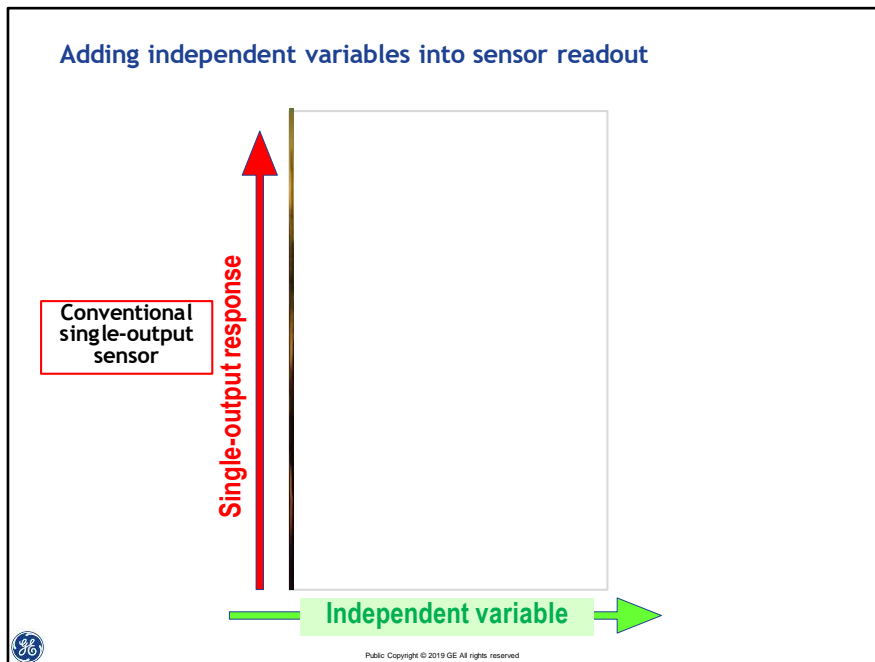 Adding independent variables into sensor readout
Conventional
single-output
sensor
Single-output response
Independent variable
Public Copyright © 2019 GE All rights reserved
GE